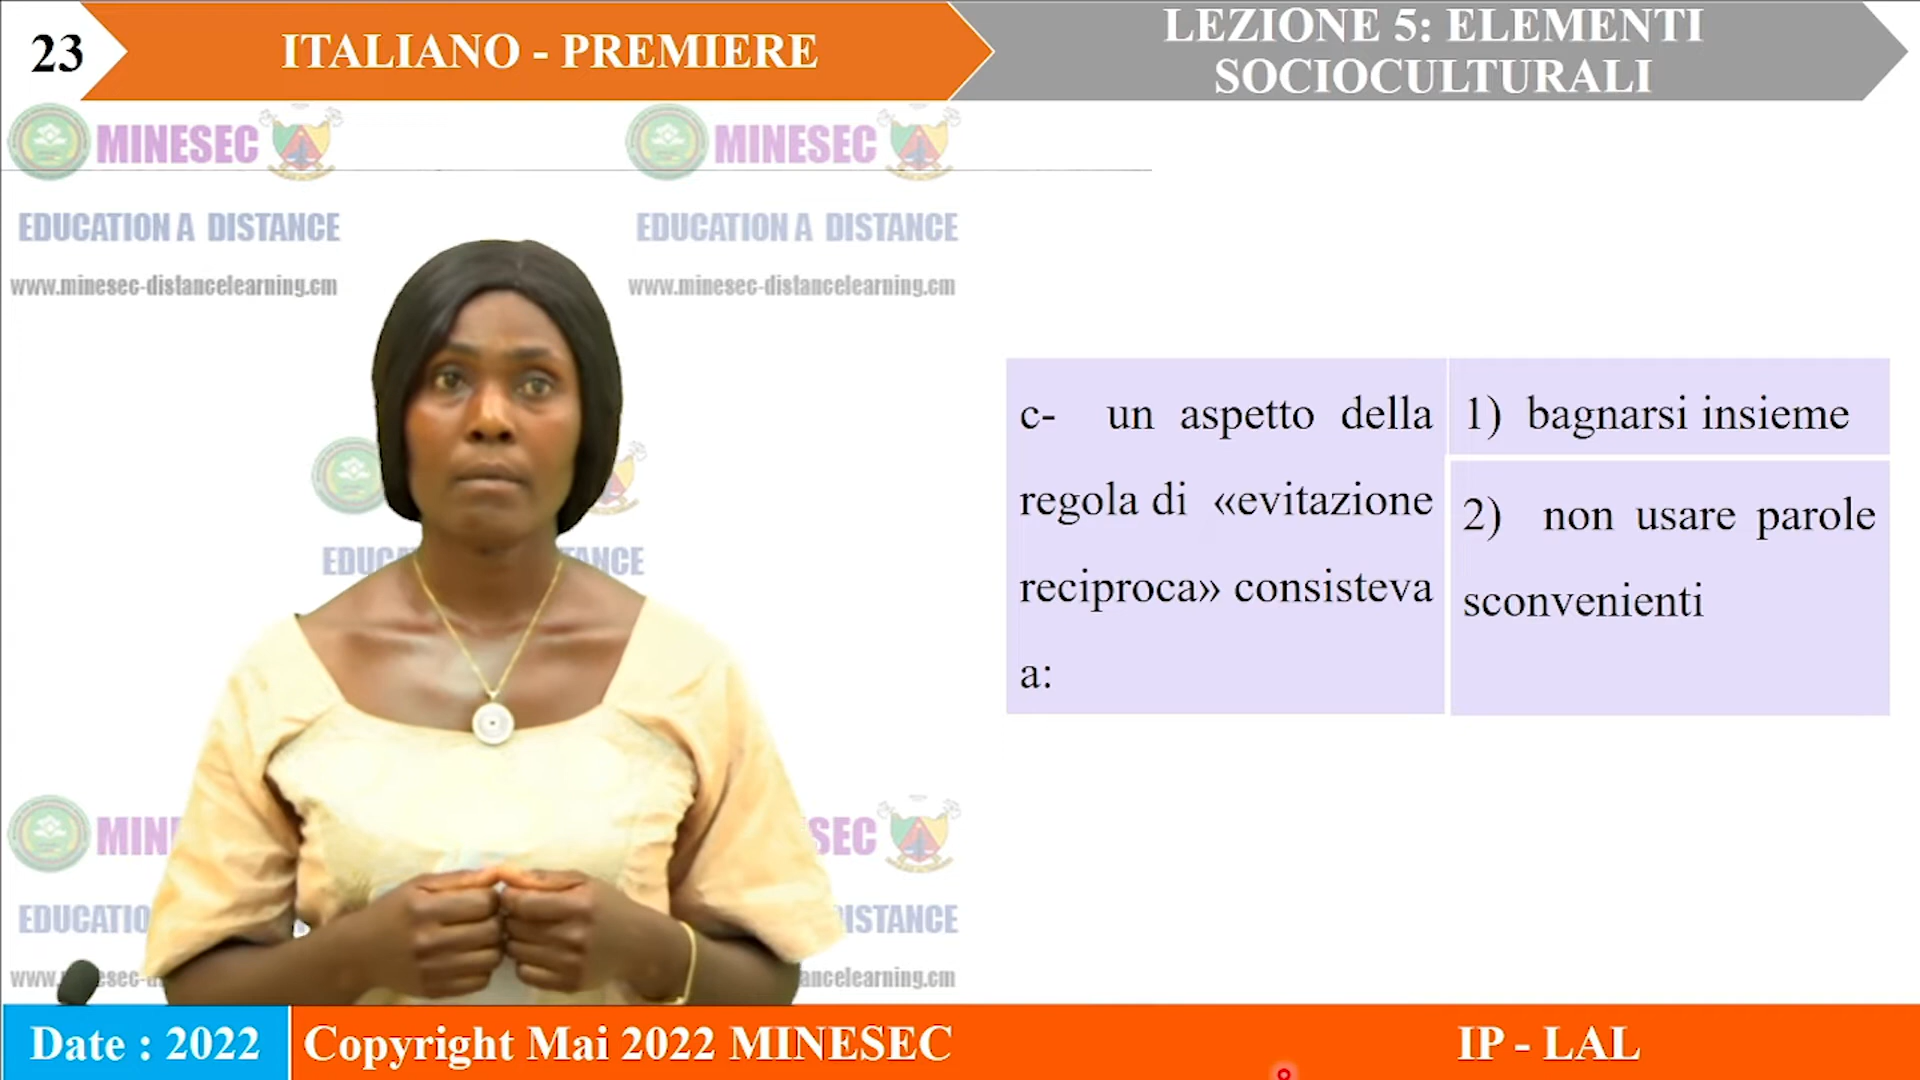 23
ITALIANO - PREMIERE
LEZIONE 5: ELEMENTI
SOCIOCULTURALI
MINESEC
MINESEC
EDUCATION A DISTANCE
EDUCATION A DISTANCE
www.minesec-distancelearning.cm
www.minesec-distancelearning.cm
c- un aspetto della
regola di «evitazione
reciproca» consisteva
a:
1) bagnarsi insieme
2) non usare parole
sconvenienti
Date : 2022
Copyright Mai 2022 MINESEC
IP - LAL